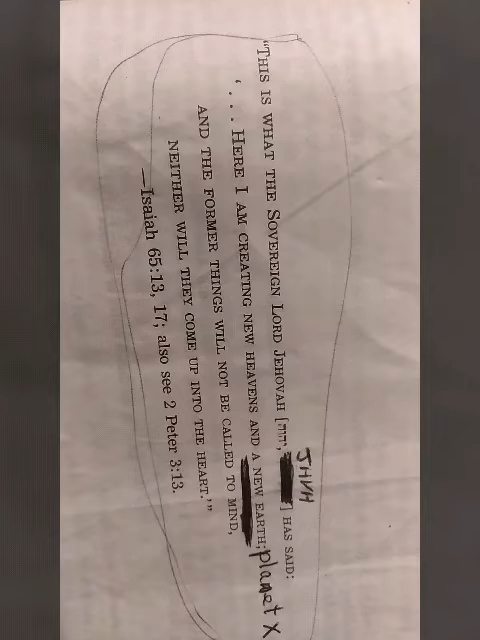 JHVH
“THIS IS WHAT THE SOVEREIGN LORD JEHOVAH [יהוה, ] HAS SAID:
‘. . . HERE I AM CREATING NEW HEAVENS AND A NEW EARTH; planet X
AND THE FORMER THINGS WILL NOT BE CALLED TO MIND,
NEITHER WILL THEY COME UP INTO THE HEART.’”
—Isaiah 65:13, 17; also see 2 Peter 3:13.